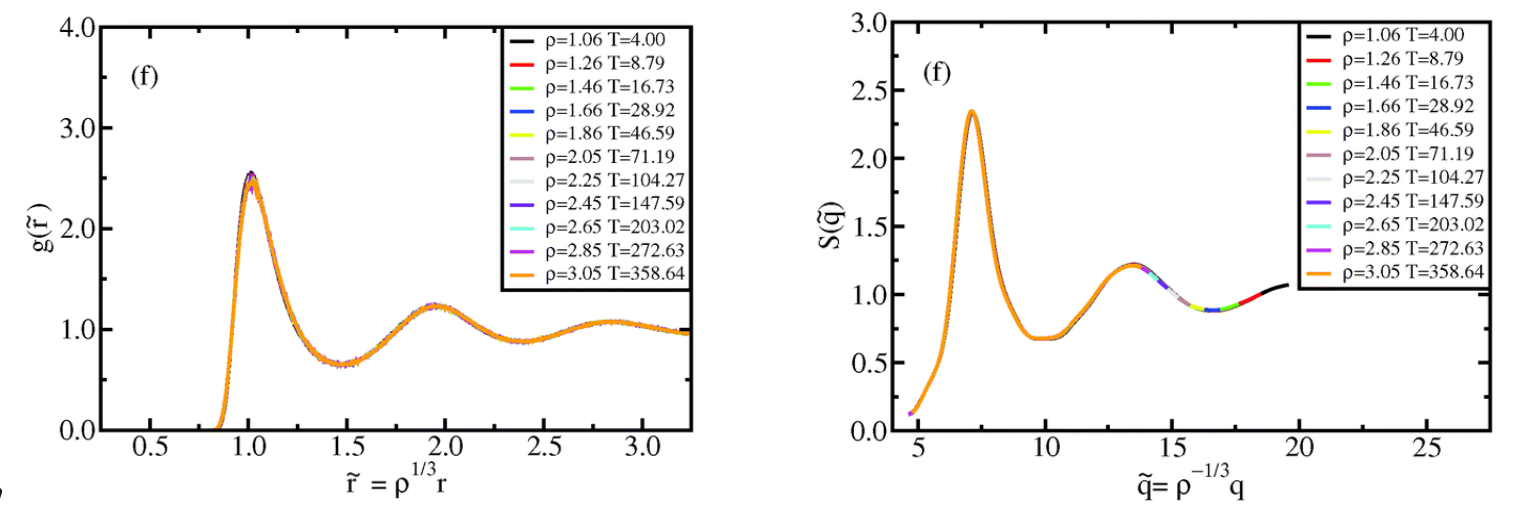 4.0
3.0
2.0
1.0
0.0
g(r̃)
(f)
ρ=1.06 T=4.00
ρ=1.26 T=8.79
ρ=1.46 T=16.73
ρ=1.66 T=28.92
ρ=1.86 T=46.59
ρ=2.05 T=71.19
ρ=2.25 T=104.27
ρ=2.45 T=147.59
ρ=2.65 T=203.02
ρ=2.85 T=272.63
ρ=3.05 T=358.64
0.5 1.0 1.5 2.0 2.5 3.0
r̃ = ρ^1/3 r
3.0
2.5
2.0
1.5
1.0
0.5
0.0
S(q̃)
(f)
ρ=1.06 T=4.00
ρ=1.26 T=8.79
ρ=1.46 T=16.73
ρ=1.66 T=28.92
ρ=1.86 T=46.59
ρ=2.05 T=71.19
ρ=2.25 T=104.27
ρ=2.45 T=147.59
ρ=2.65 T=203.02
ρ=2.85 T=272.63
ρ=3.05 T=358.64
5 10 15 20 25
q̃= ρ^−1/3 q